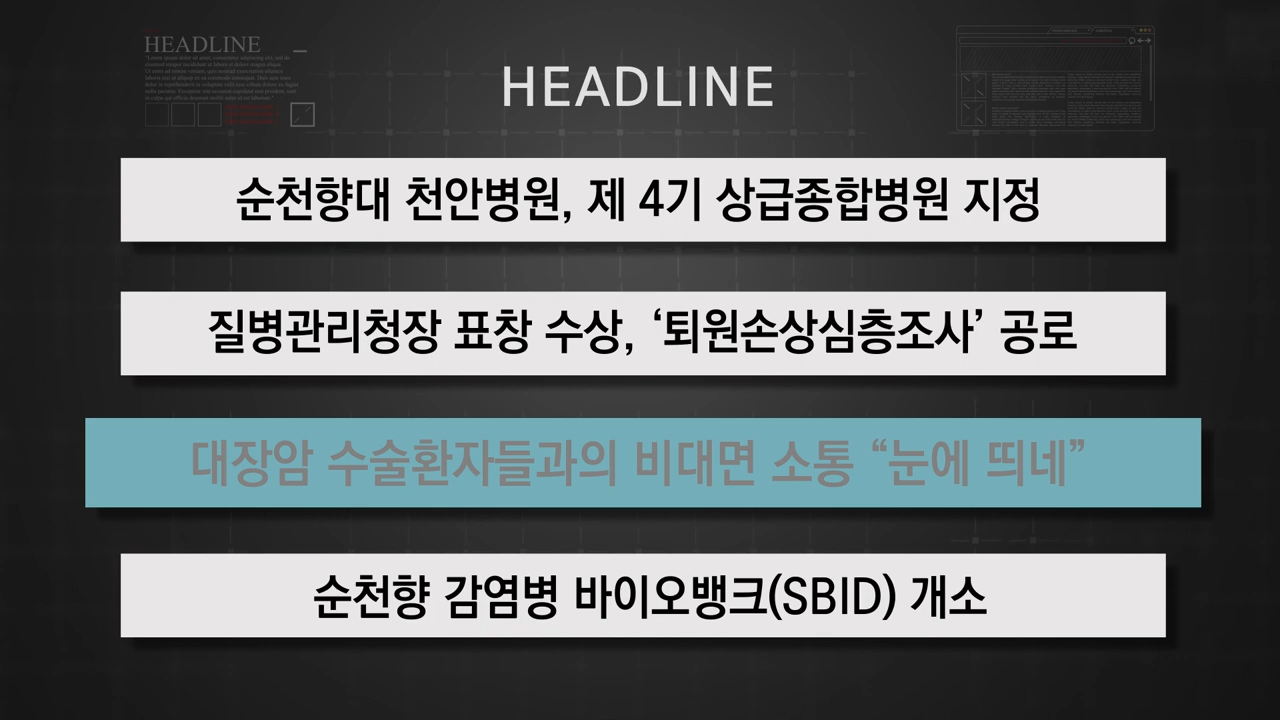 HEADLINE
HEADLINE
순천향대 천안병원, 제 4기 상급종합병원 지정
질병관리청장 표창 수상, ‘퇴원손상심층조사’ 공로
대장암 수술환자들과의 비대면 소통 “눈에 띄네”
순천향 감염병 바이오뱅크(SBID) 개소